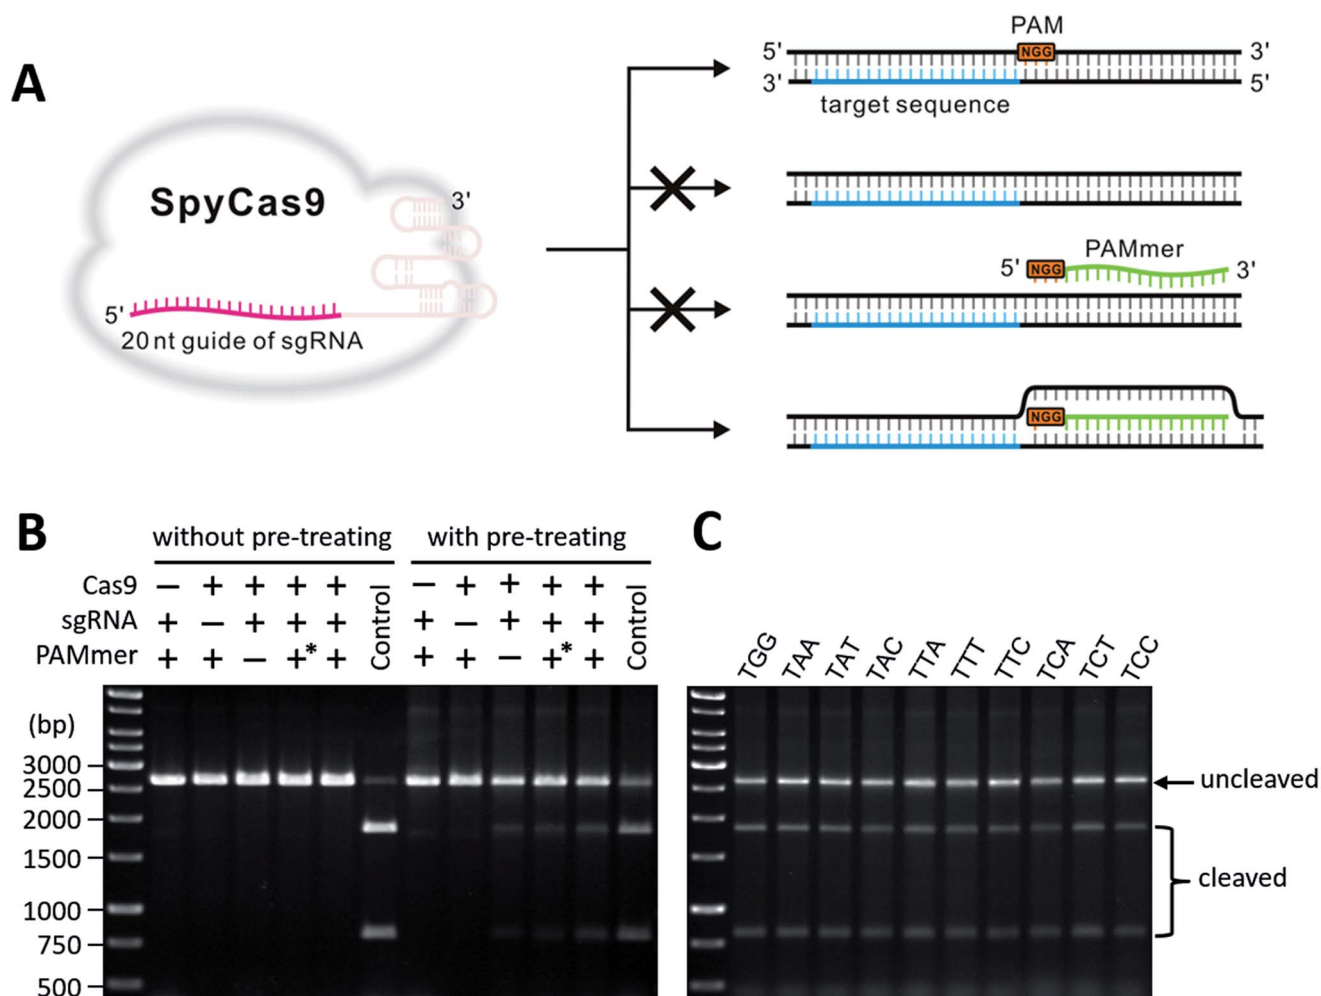 A
SpyCas9
3'
5'
20 nt guide of sgRNA
PAM
5' NGG 3'
3' 5'
target sequence
PAMmer
5' NGG 3'
NGG
B
without pre-treating with pre-treating
Cas9 − + + + + Control − + + + + Control
sgRNA + − + + + + − + + +
PAMmer + + − +* + + + − +* +
(bp)
3000
2500
2000
1500
1000
750
500
C
TGG TAA TAT TAC TTA TTT TTC TCA TCT TCC
uncleaved
cleaved